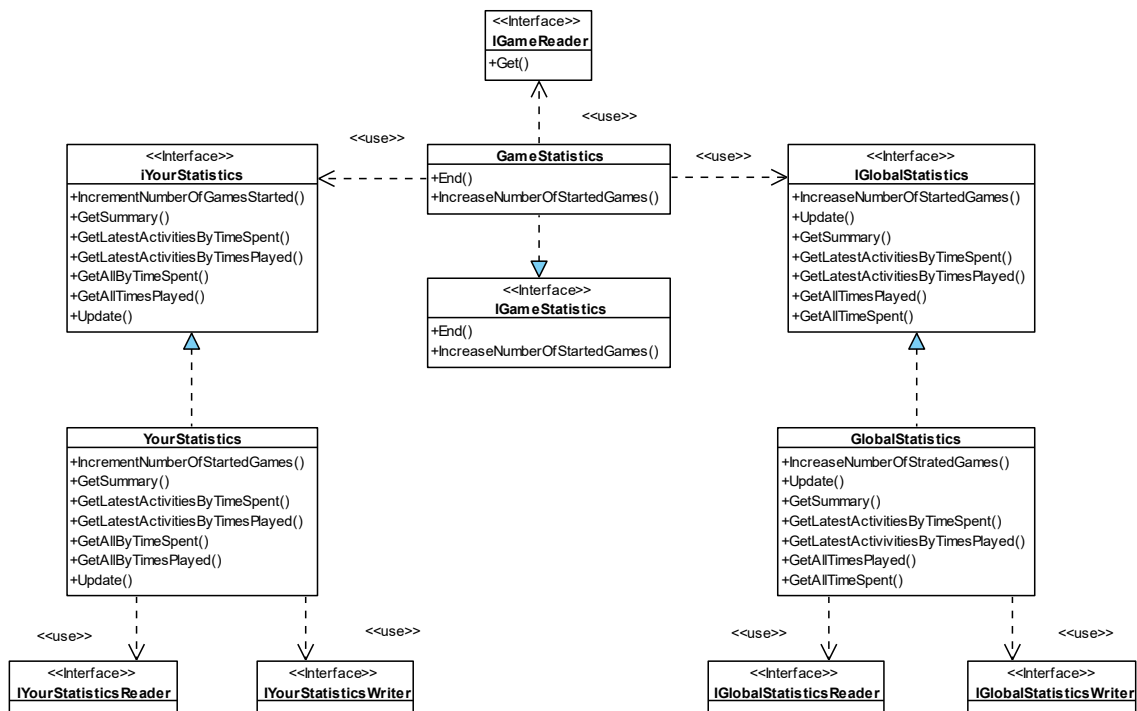 <<Interface>>
IGameReader
+Get()
<<use>>
<<use>>
<<use>>
<<Interface>>
iYourStatistics
+IncrementNumberOfGamesStarted()
+GetSummary()
+GetLatestActivitiesByTimeSpent()
+GetLatestActivitiesByTimesPlayed()
+GetAllByTimeSpent()
+GetAllTimesPlayed()
+Update()
GameStatistics
+End()
+IncreaseNumberOfStartedGames()
<<Interface>>
IGlobalStatistics
+IncreaseNumberOfStartedGames()
+Update()
+GetSummary()
+GetLatestActivitiesByTimeSpent()
+GetLatestActivitiesByTimesPlayed()
+GetAllTimesPlayed()
+GetAllTimeSpent()
<<Interface>>
IGameStatistics
+End()
+IncreaseNumberOfStartedGames()
YourStatistics
+IncrementNumberOfStartedGames()
+GetSummary()
+GetLatestActivitiesByTimeSpent()
+GetLatestActivitiesByTimesPlayed()
+GetAllByTimeSpent()
+GetAllByTimesPlayed()
+Update()
GlobalStatistics
+IncreaseNumberOfStratedGames()
+Update()
+GetSummary()
+GetLatestActivitiesByTimeSpent()
+GetLatestActivivitiesByTimesPlayed()
+GetAllTimesPlayed()
+GetAllTimeSpent()
<<use>>
<<use>>
<<use>>
<<use>>
<<Interface>>
IYourStatisticsReader
<<Interface>>
IYourStatisticsWriter
<<Interface>>
IGlobalStatisticsReader
<<Interface>>
IGlobalStatisticsWriter